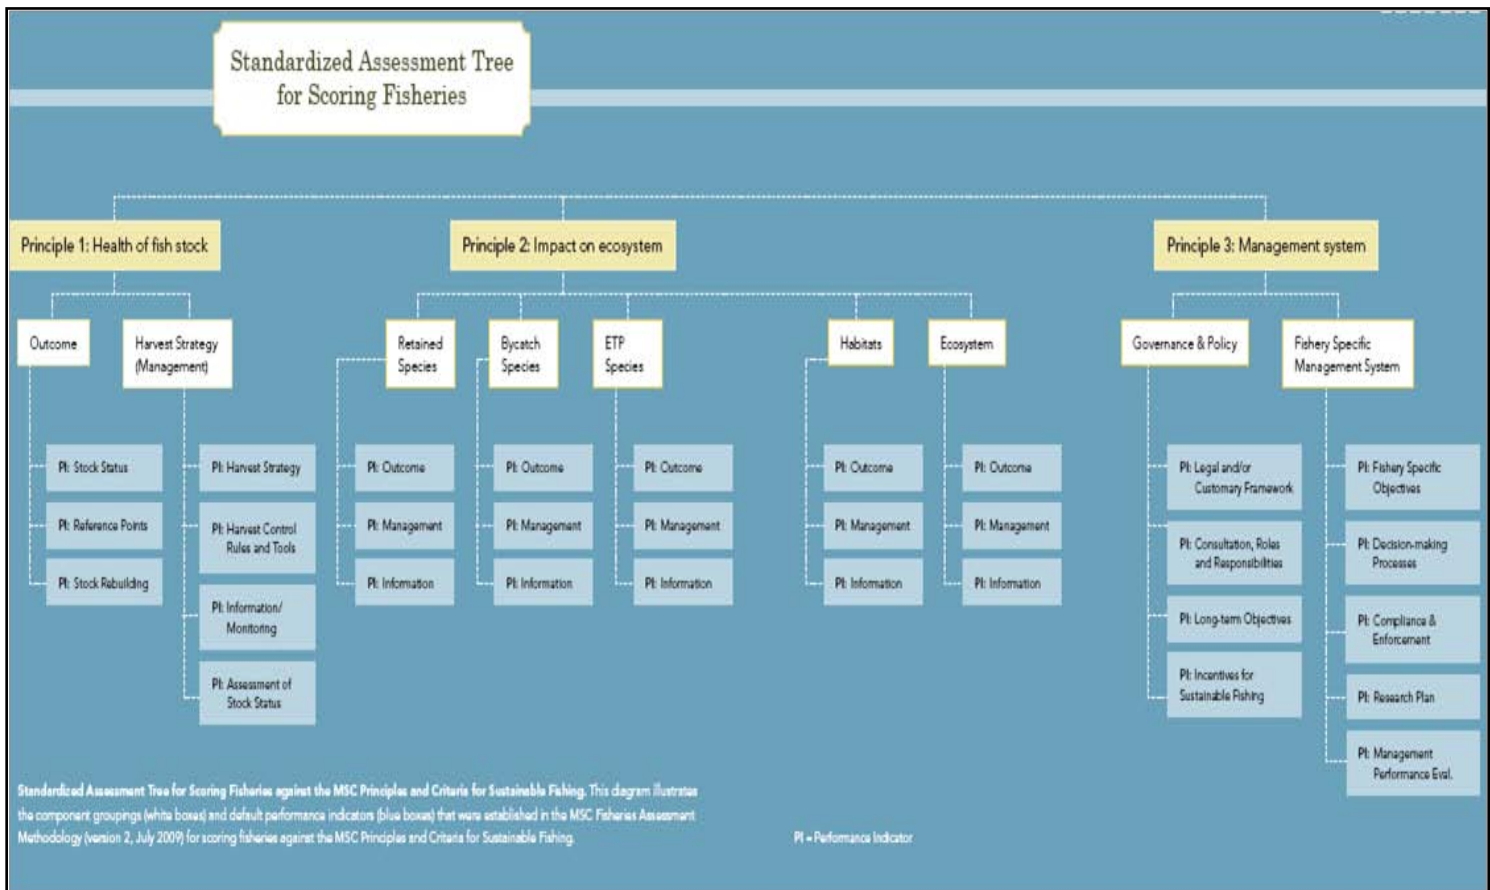 Standardized Assessment Tree
for Scoring Fisheries
Principle 1: Health of fish stock
Principle 2: Impact on ecosystem
Principle 3: Management system
Outcome
Harvest Strategy
(Management)
Retained
Species
Bycatch
Species
ETP
Species
Habitats
Ecosystem
Governance & Policy
Fishery Specific
Management System
PI: Stock Status
PI: Reference Points
PI: Stock Rebuilding
PI: Harvest Strategy
PI: Harvest Control
Rules and Tools
PI: Information/
Monitoring
PI: Assessment of
Stock Status
PI: Outcome
PI: Management
PI: Information
PI: Outcome
PI: Management
PI: Information
PI: Outcome
PI: Management
PI: Information
PI: Outcome
PI: Management
PI: Information
PI: Outcome
PI: Management
PI: Information
PI: Legal and/or
Customary Framework
PI: Consultation, Roles
and Responsibilities
PI: Long-term Objectives
PI: Incentives for
Sustainable Fishing
PI: Fishery Specific
Objectives
PI: Decision-making
Processes
PI: Compliance &
Enforcement
PI: Research Plan
PI: Management
Performance Eval.
Standardized Assessment Tree for Scoring Fisheries against the MSC Principles and Criteria for Sustainable Fishing. This diagram illustrates
the component groupings (white boxes) and default performance indicators (blue boxes) that were established in the MSC Fisheries Assessment
Methodology (version 2, July 2009) for scoring fisheries against the MSC Principles and Criteria for Sustainable Fishing.
PI = Performance Indicator